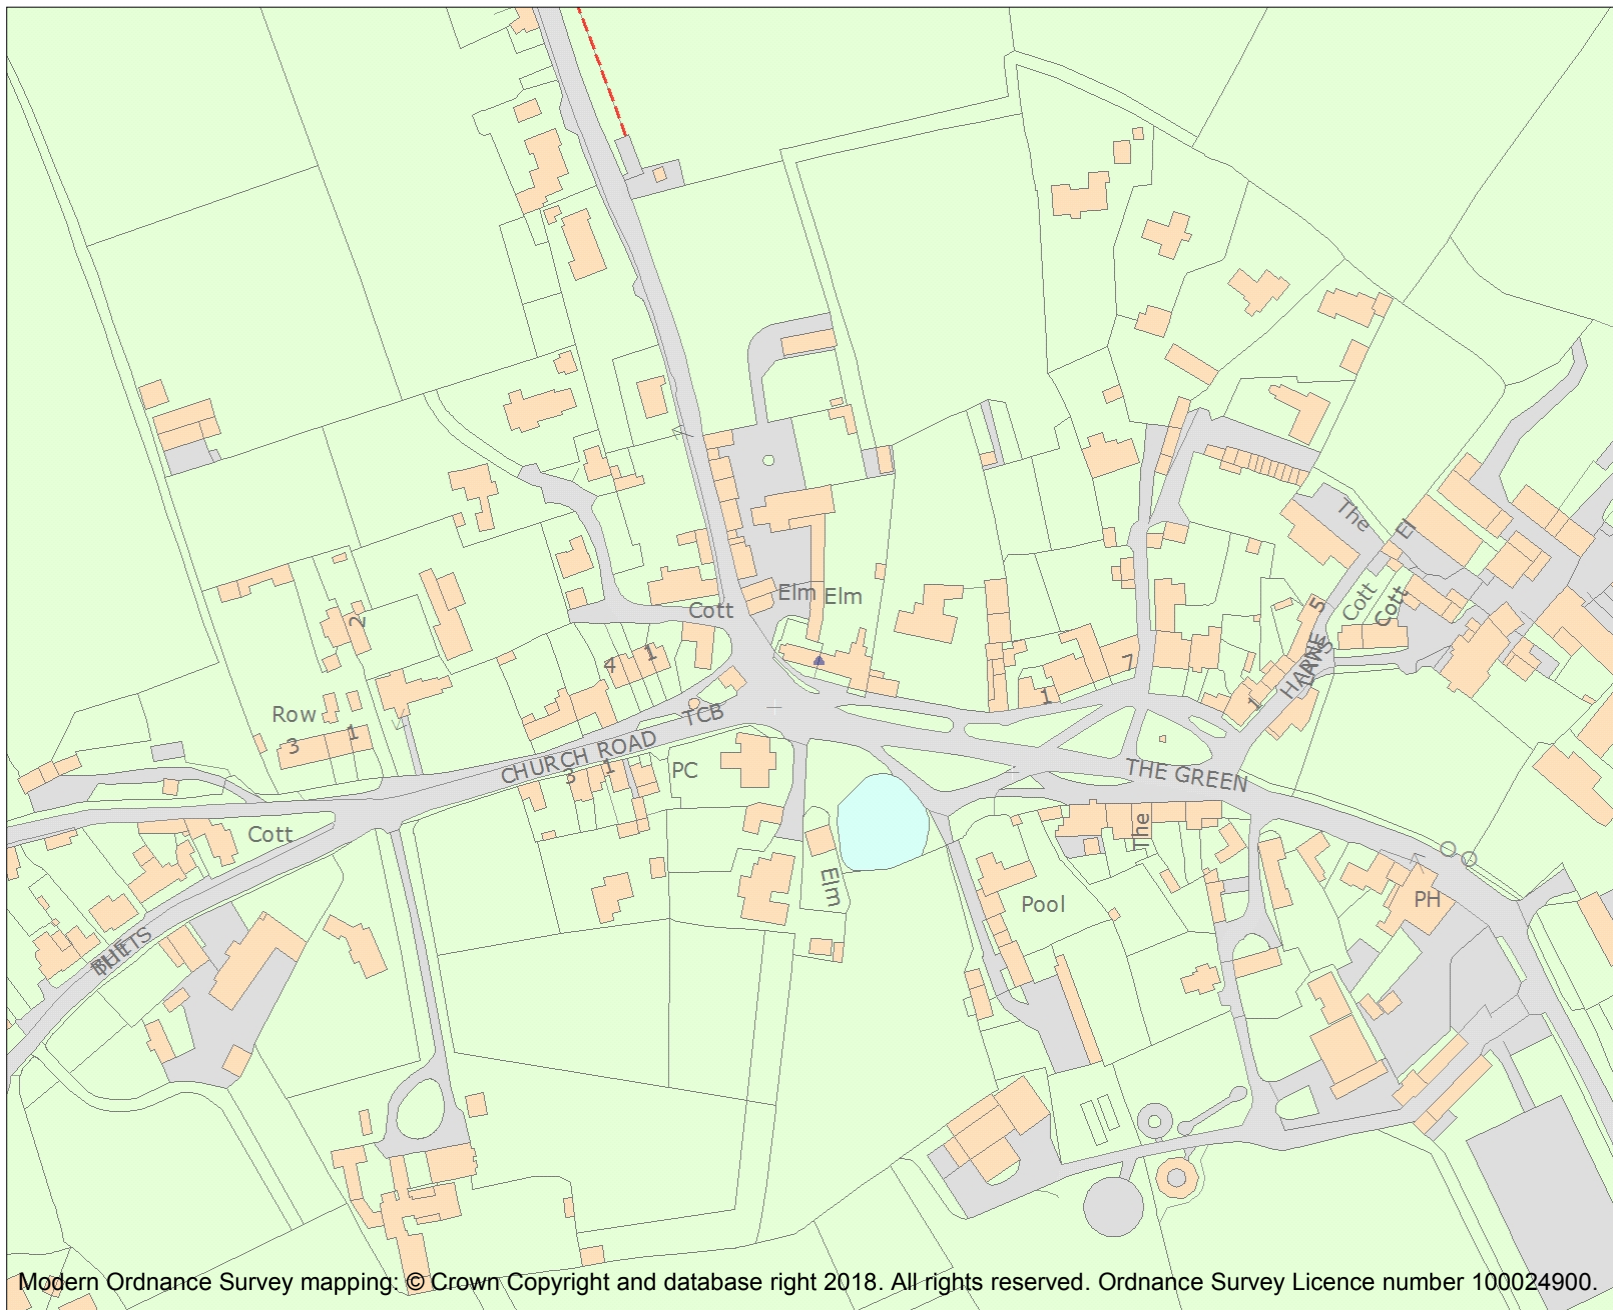 The
El
Elm
Elm
Cott
Cott
Cott
5
2
4
1
7
1
1
Row
3
1
TCB
CHURCH ROAD
3
1
PC
THE GREEN
Cott
The
Elm
Pool
PH
Modern Ordnance Survey mapping: © Crown Copyright and database right 2018. All rights reserved. Ordnance Survey Licence number 100024900.